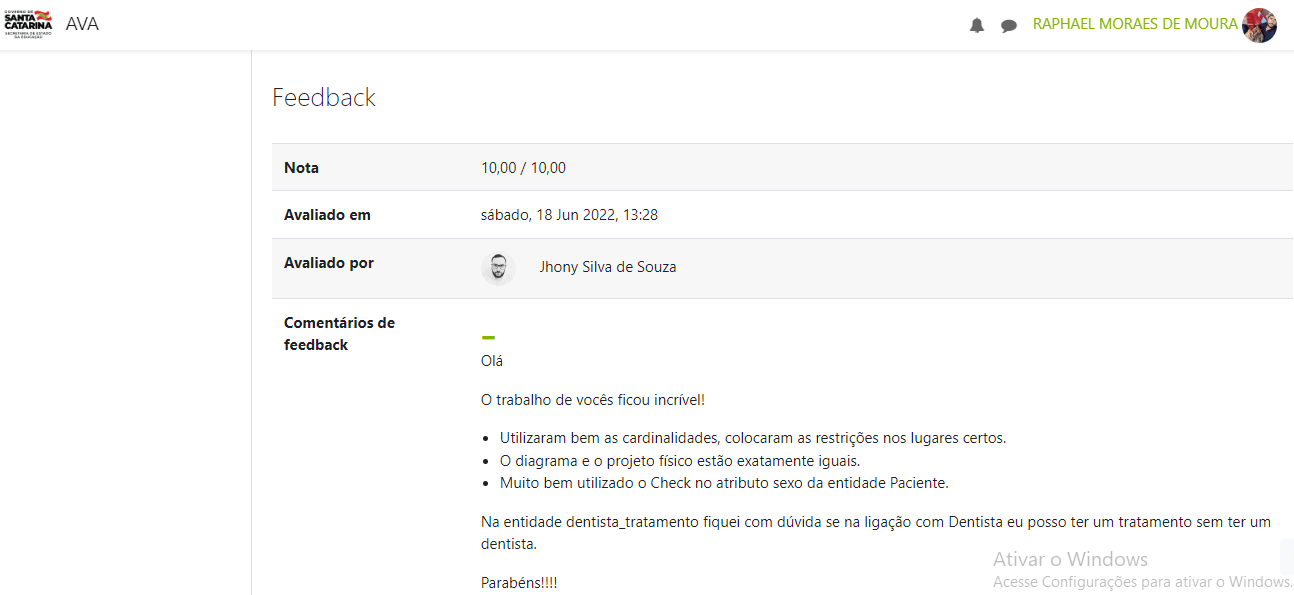 GOVERNO DE
SANTA
CATARINA
SECRETARIA DE ESTADO
DA EDUCAÇÃO
AVA
RAPHAEL MORAES DE MOURA
Feedback
Nota 10,00 / 10,00
Avaliado em sábado, 18 Jun 2022, 13:28
Avaliado por Jhony Silva de Souza
Comentários de
feedback
Olá
O trabalho de vocês ficou incrível!
• Utilizaram bem as cardinalidades, colocaram as restrições nos lugares certos.
• O diagrama e o projeto físico estão exatamente iguais.
• Muito bem utilizado o Check no atributo sexo da entidade Paciente.
Na entidade dentista_tratamento fiquei com dúvida se na ligação com Dentista eu posso ter um tratamento sem ter um
dentista.
Parabéns!!!!
Ativar o Windows
Acesse Configurações para ativar o Windows.